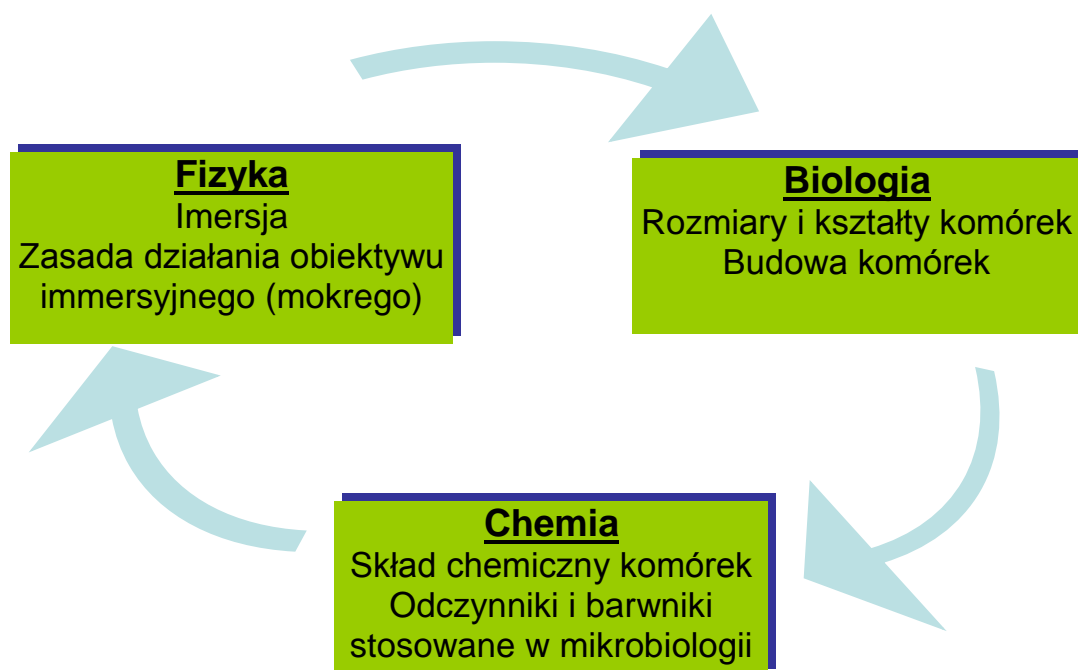 Fizyka
Imersja
Zasada działania obiektywu
immersyjnego (mokrego)
Biologia
Rozmiary i kształty komórek
Budowa komórek
Chemia
Skład chemiczny komórek
Odczynniki i barwniki
stosowane w mikrobiologii